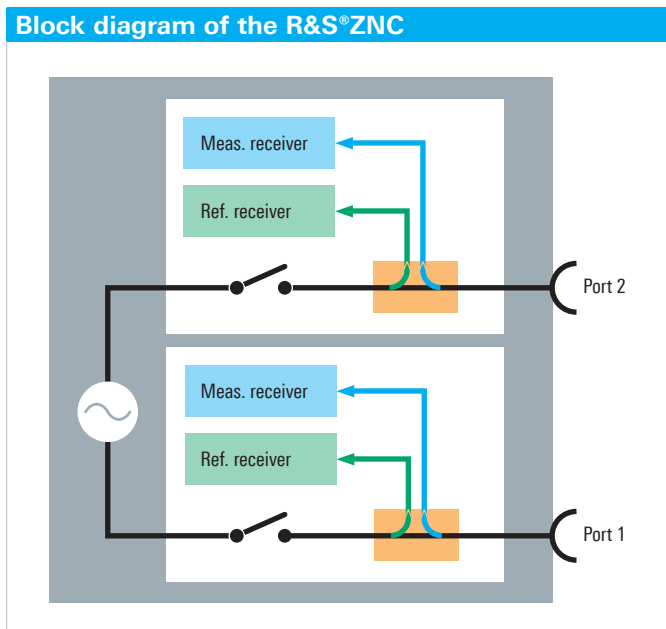 Block diagram of the R&S®ZNC
Meas. receiver
Ref. receiver
Port 2
Meas. receiver
Ref. receiver
Port 1